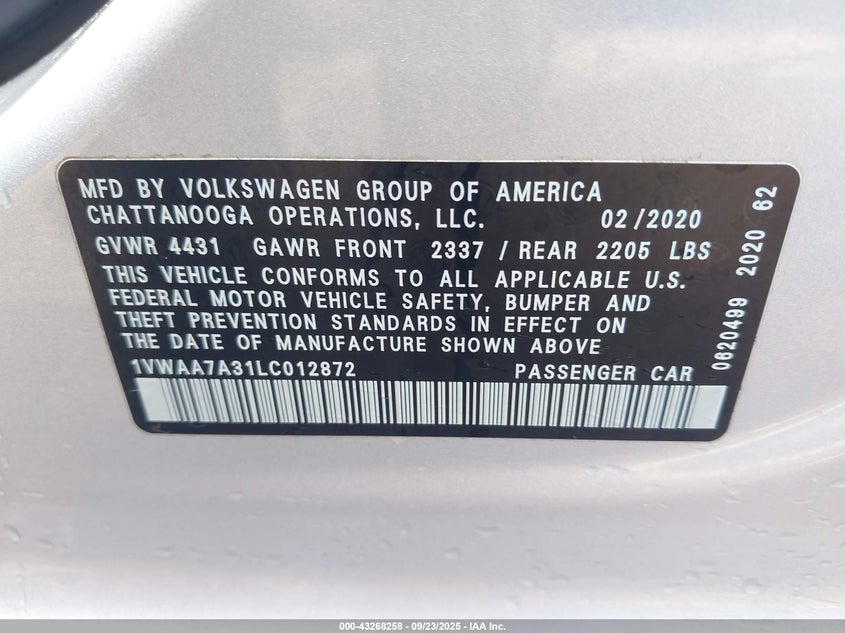 MFD BY VOLKSWAGEN GROUP OF AMERICA
CHATTANOOGA OPERATIONS, LLC. 02/2020
GVWR 4431 GAWR FRONT 2337 / REAR 2205 LBS
THIS VEHICLE CONFORMS TO ALL APPLICABLE U.S.
FEDERAL MOTOR VEHICLE SAFETY, BUMPER AND
THEFT PREVENTION STANDARDS IN EFFECT ON
THE DATE OF MANUFACTURE SHOWN ABOVE
1VWAA7A31LC012872 PASSENGER CAR
0620499 2020 62
000-43268258 - 09/23/2025 - IAA Inc.